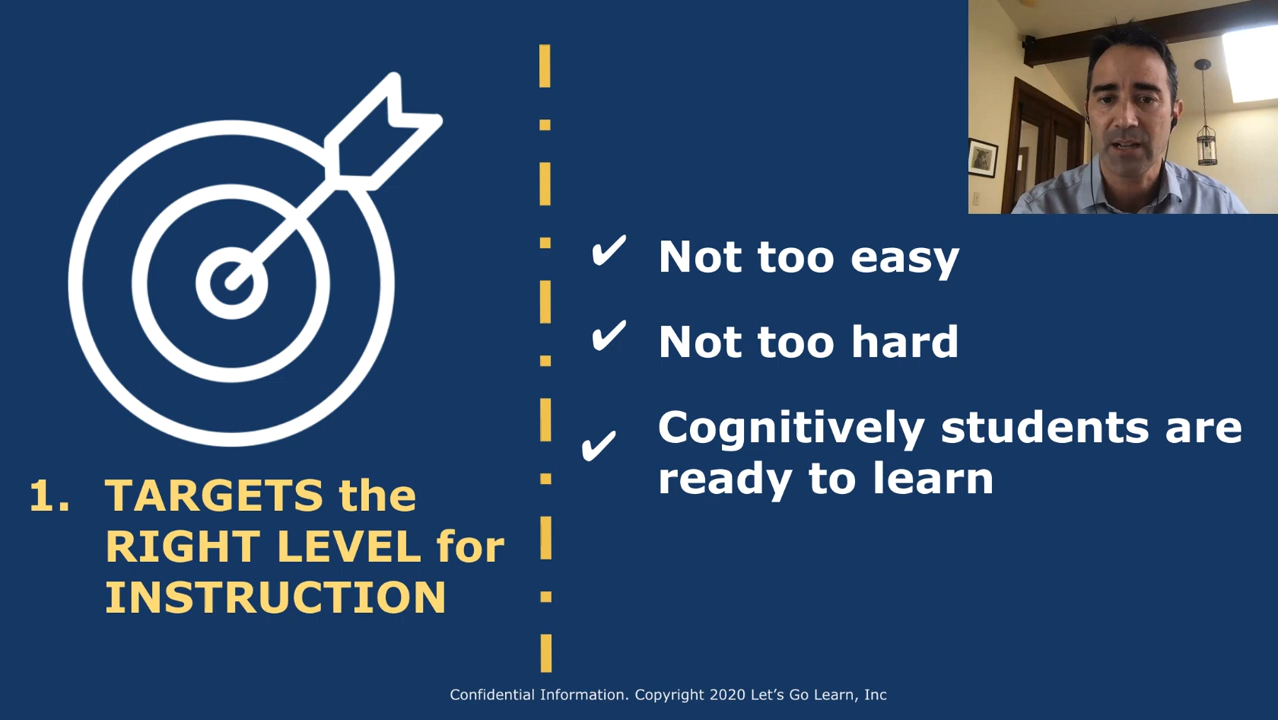 1. TARGETS the
RIGHT LEVEL for
INSTRUCTION
✔ Not too easy
✔ Not too hard
✔ Cognitively students are
ready to learn
Confidential Information. Copyright 2020 Let’s Go Learn, Inc